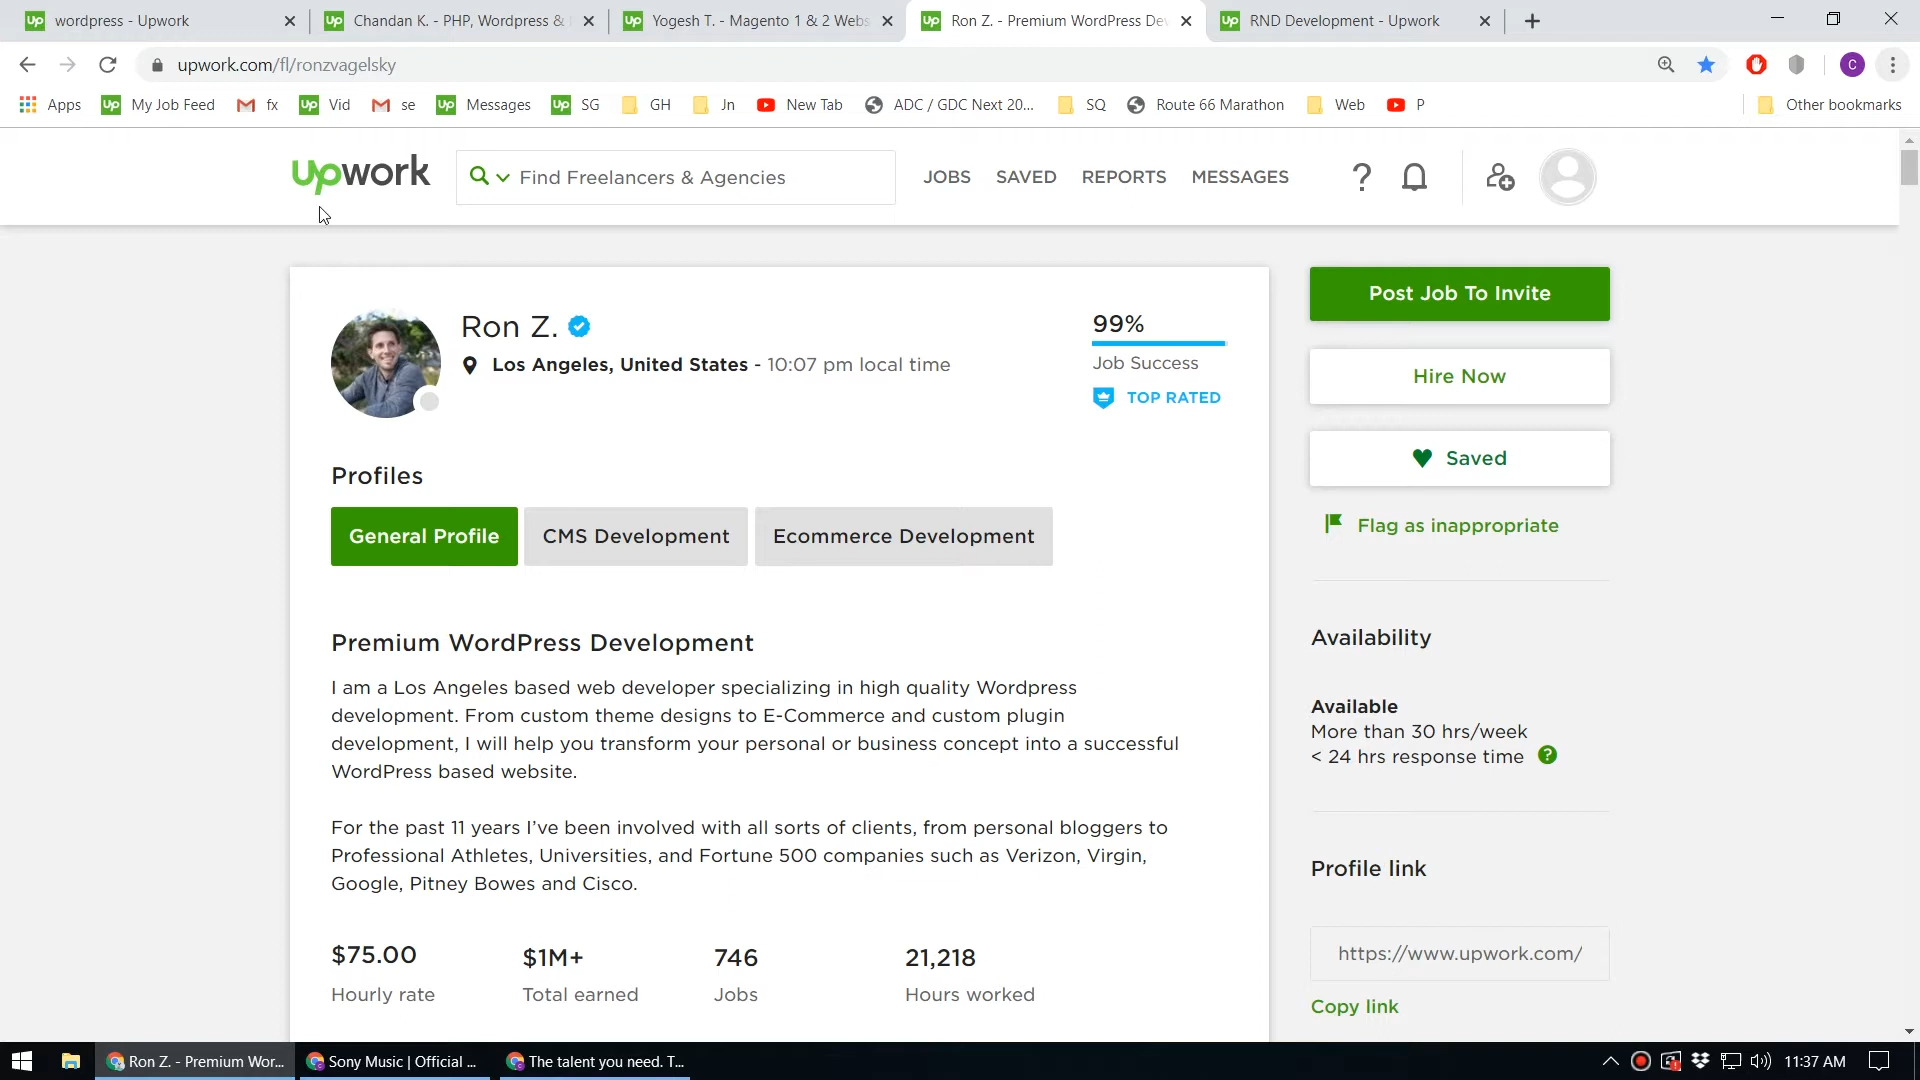 wordpress - Upwork
Chandan K. - PHP, Wordpress &
Yogesh T. - Magento 1 & 2 Webs
Ron Z. - Premium WordPress Dev
RND Development - Upwork
upwork.com/fl/ronzvagelsky
C
Apps
My Job Feed
fx
Vid
se
Messages
SG
GH
Jn
New Tab
ADC / GDC Next 20...
SQ
Route 66 Marathon
Web
P
Other bookmarks
upwork
Find Freelancers & Agencies
JOBS
SAVED
REPORTS
MESSAGES
Ron Z.
Los Angeles, United States - 10:07 pm local time
99%
Job Success
TOP RATED
Post Job To Invite
Hire Now
Saved
Flag as inappropriate
Profiles
General Profile
CMS Development
Ecommerce Development
Premium WordPress Development
I am a Los Angeles based web developer specializing in high quality Wordpress
development. From custom theme designs to E-Commerce and custom plugin
development, I will help you transform your personal or business concept into a successful
WordPress based website.
For the past 11 years I've been involved with all sorts of clients, from personal bloggers to
Professional Athletes, Universities, and Fortune 500 companies such as Verizon, Virgin,
Google, Pitney Bowes and Cisco.
$75.00
Hourly rate
$1M+
Total earned
746
Jobs
21,218
Hours worked
Availability
Available
More than 30 hrs/week
< 24 hrs response time
Profile link
https://www.upwork.com/
Copy link
Ron Z. - Premium Wor...
Sony Music | Official ...
The talent you need. T...
11:37 AM